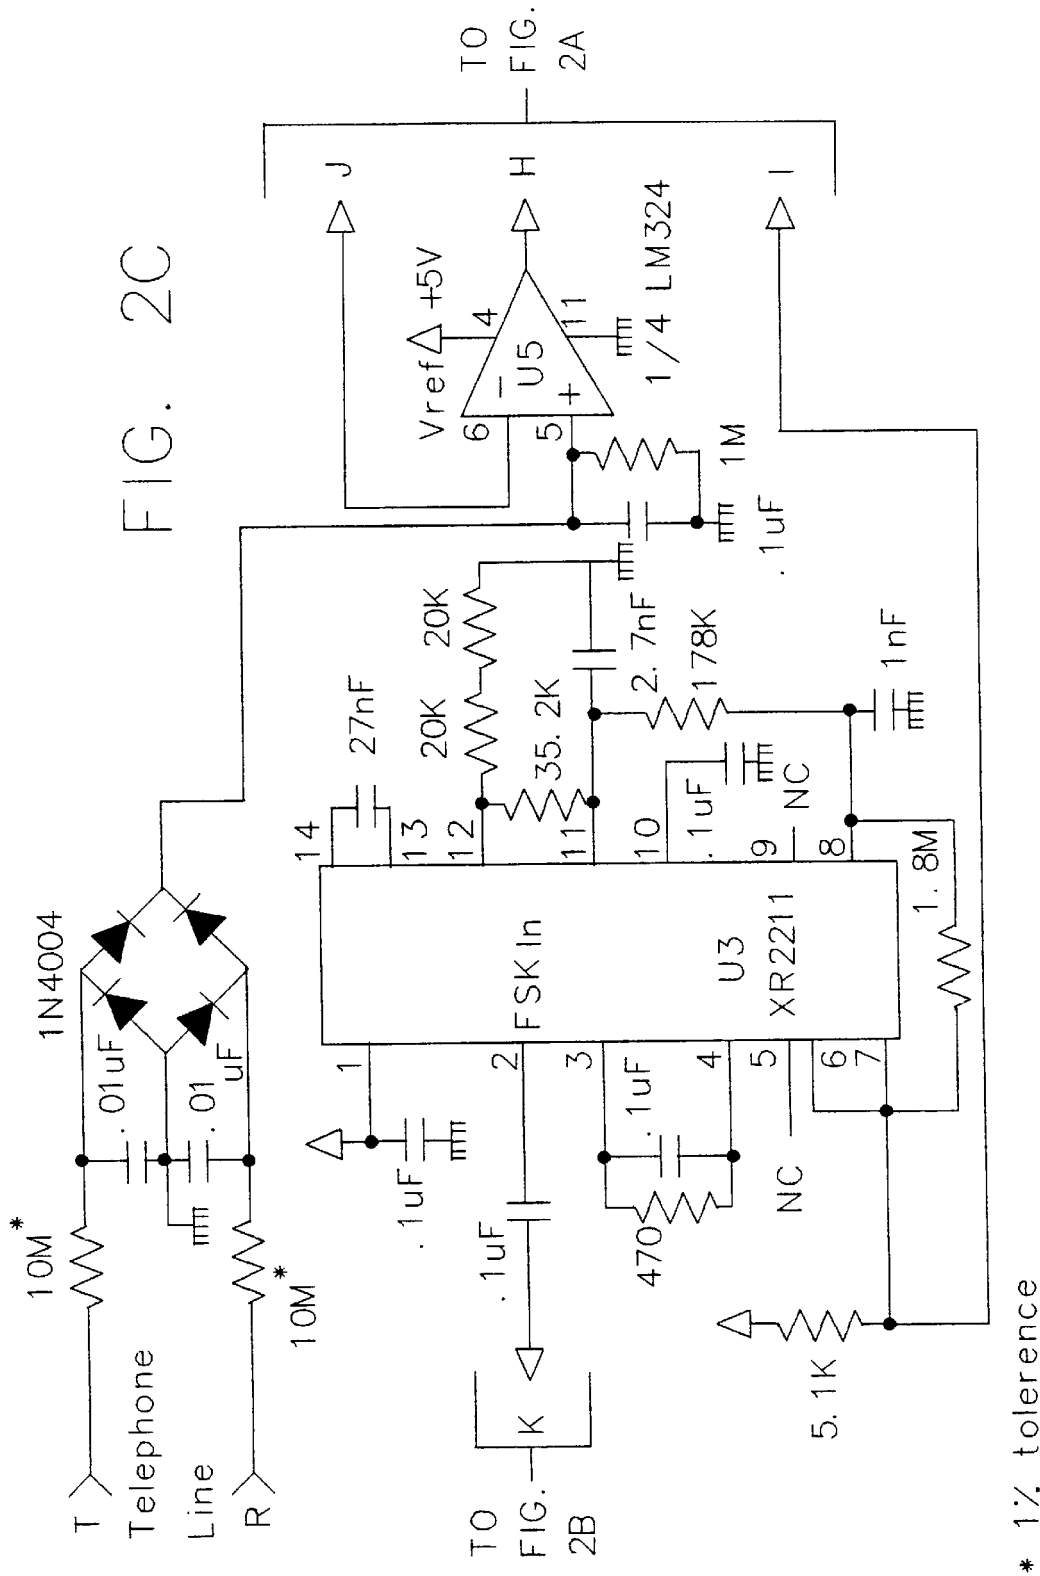 FIG. 2C
TO
FIG.
2A
J
H
I
10M*
T
Telephone
Line
R
10M*
.01uF
.01
uF
1N4004
Vref
+5V
4
6
U5
−
+
5
11
1/4 LM324
1M
.1uF
14
27nF
13
12
20K
20K
35.2K
11
2.7nF
178K
10
.1uF
9
NC
8
1nF
1.8M
FSKIn
U3
XR2211
1
.1uF
2
.1uF
3
.1uF
470
4
5
NC
6
7
5.1K
K
TO
FIG.
2B
* 1% tolerence